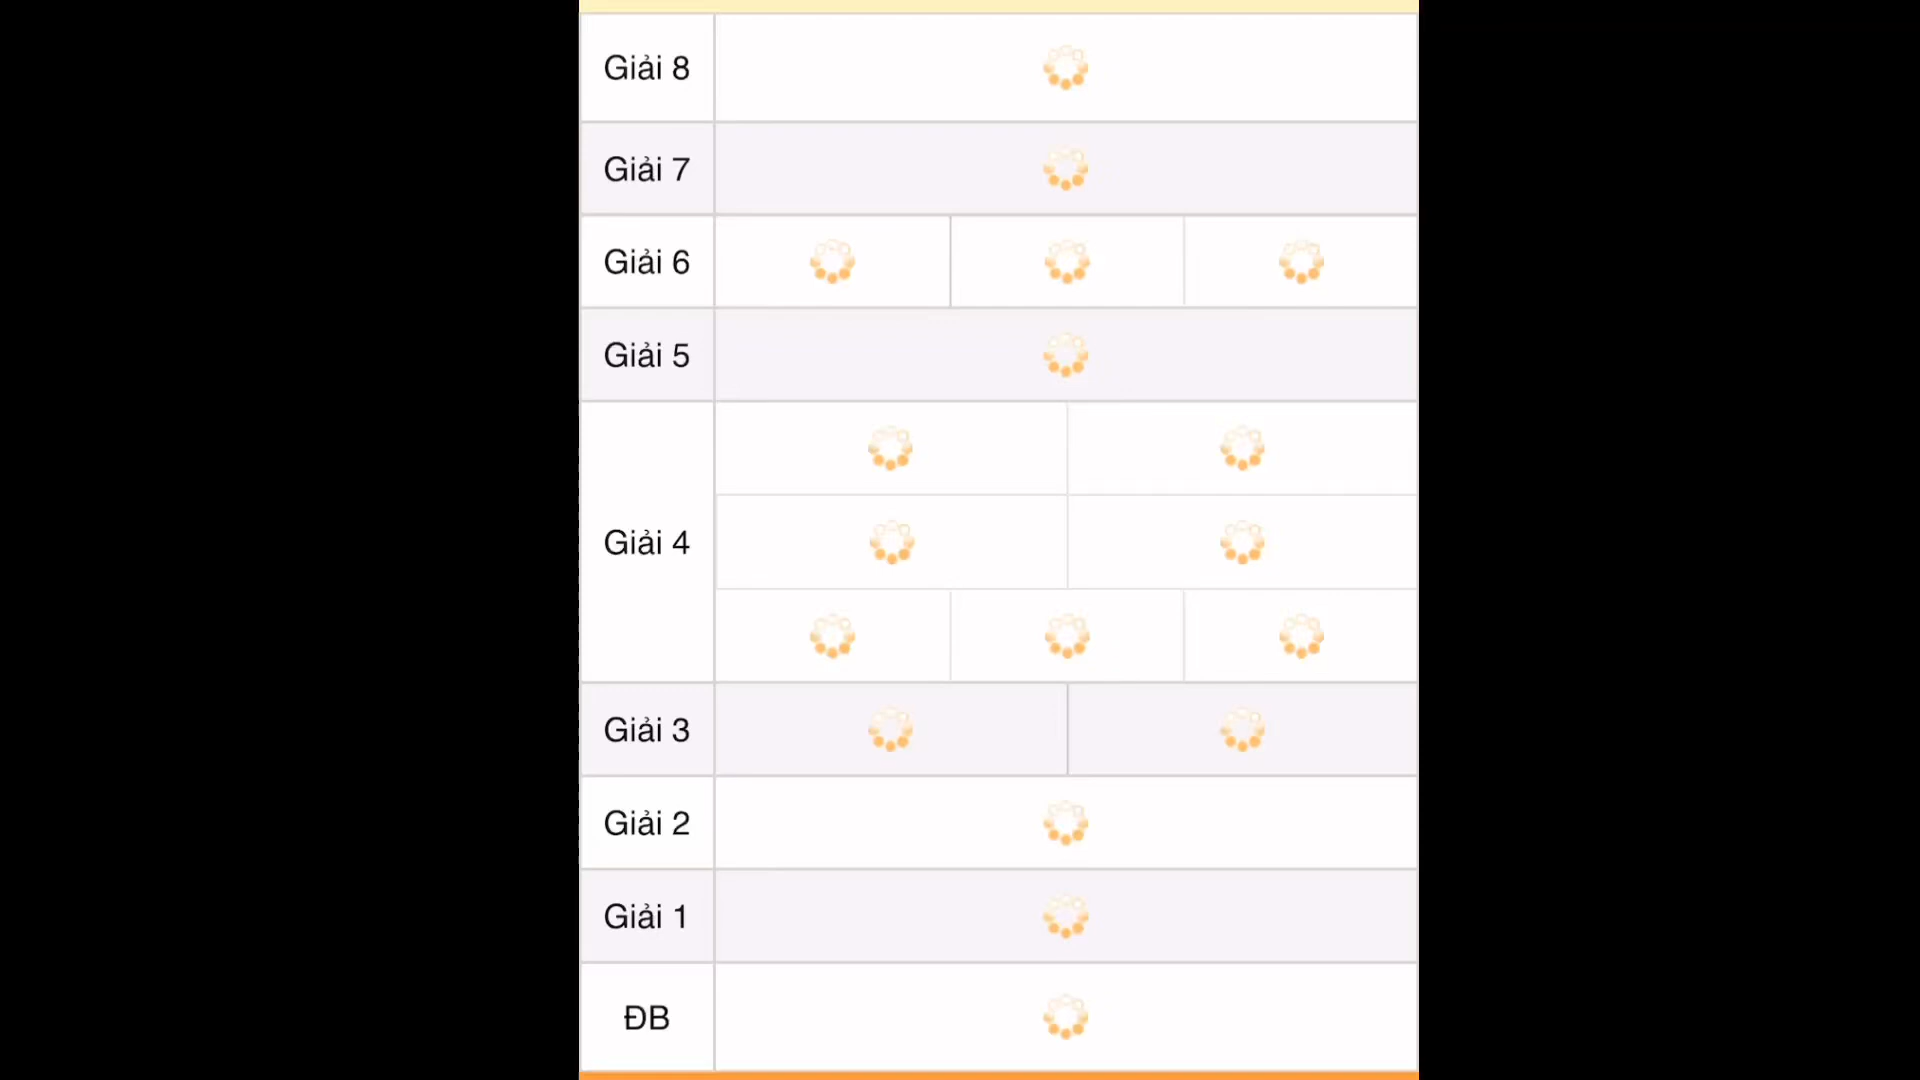 Giải 8
Giải 7
Giải 6
Giải 5
Giải 4
Giải 3
Giải 2
Giải 1
ĐB